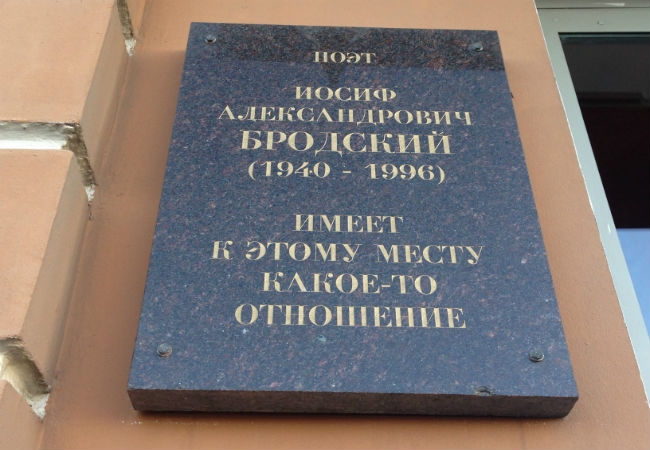 ПОЭТ
ИОСИФ
АЛЕКСАНДРОВИЧ
БРОДСКИЙ
(1940 - 1996)
ИМЕЕТ
К ЭТОМУ МЕСТУ
КАКОЕ-ТО
ОТНОШЕНИЕ